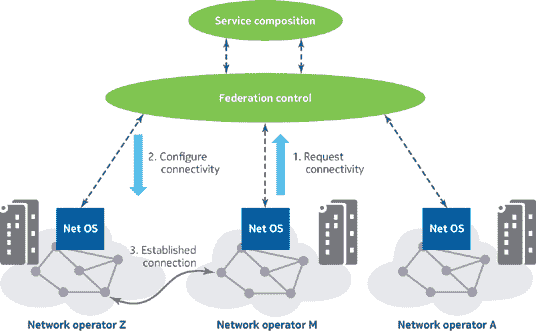 Service composition
Federation control
2. Configure
connectivity
1. Request
connectivity
Net OS
Net OS
Net OS
3. Established
connection
Network operator Z
Network operator M
Network operator A